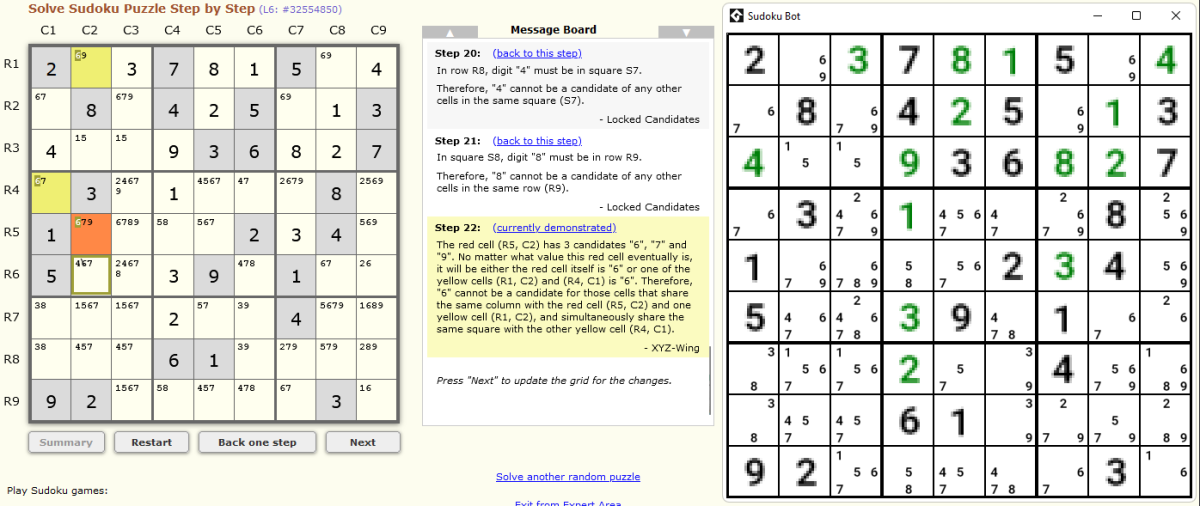 Solve Sudoku Puzzle Step by Step (L6: #32554850)
C1 C2 C3 C4 C5 C6 C7 C8 C9
R1 2 69 3 7 8 1 5 69 4
R2 67 8 679 4 2 5 69 1 3
R3 4 15 15 9 3 6 8 2 7
R4 67 3 24679 1 4567 47 2679 8 2569
R5 1 679 6789 58 567 2 3 4 569
R6 5 467 24678 3 9 478 1 67 26
R7 38 1567 1567 2 57 39 4 5679 1689
R8 38 457 457 6 1 39 279 579 289
R9 9 2 1567 58 457 478 67 3 16
Summary Restart Back one step Next
Play Sudoku games:
Message Board
Step 20: (back to this step)
In row R8, digit "4" must be in square S7.
Therefore, "4" cannot be a candidate of any other
cells in the same square (S7).
- Locked Candidates
Step 21: (back to this step)
In square S8, digit "8" must be in row R9.
Therefore, "8" cannot be a candidate of any other
cells in the same row (R9).
- Locked Candidates
Step 22: (currently demonstrated)
The red cell (R5, C2) has 3 candidates "6", "7" and
"9". No matter what value this red cell eventually is,
it will be either the red cell itself is "6" or one of the
yellow cells (R1, C2) and (R4, C1) is "6". Therefore,
"6" cannot be a candidate for those cells that share
the same column with the red cell (R5, C2) and one
yellow cell (R1, C2), and simultaneously share the
same square with the other yellow cell (R4, C1).
- XYZ-Wing
Press "Next" to update the grid for the changes.
Solve another random puzzle
Exit from Expert Area
Sudoku Bot
2 69 3 7 8 1 5 69 4
67 8 679 4 2 5 69 1 3
4 15 15 9 3 6 8 2 7
67 3 24679 1 4567 47 2679 8 2569
1 679 6789 58 567 2 3 4 569
5 467 24678 3 9 478 1 67 26
38 1567 1567 2 57 39 4 5679 1689
38 457 457 6 1 39 279 579 289
9 2 1567 58 457 478 67 3 16